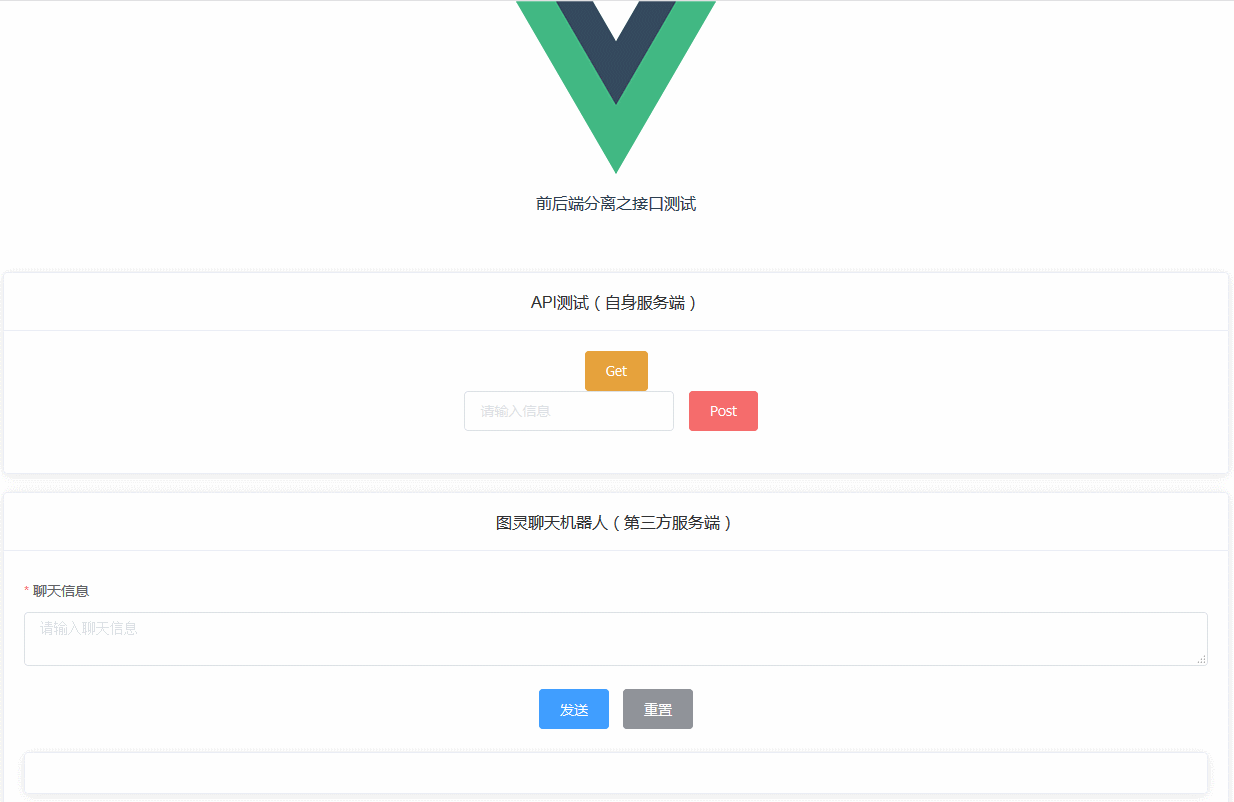 前后端分离之接口测试
API测试（自身服务端）
Get
请输入信息
Post
图灵聊天机器人（第三方服务端）
* 聊天信息
请输入聊天信息
发送
重置